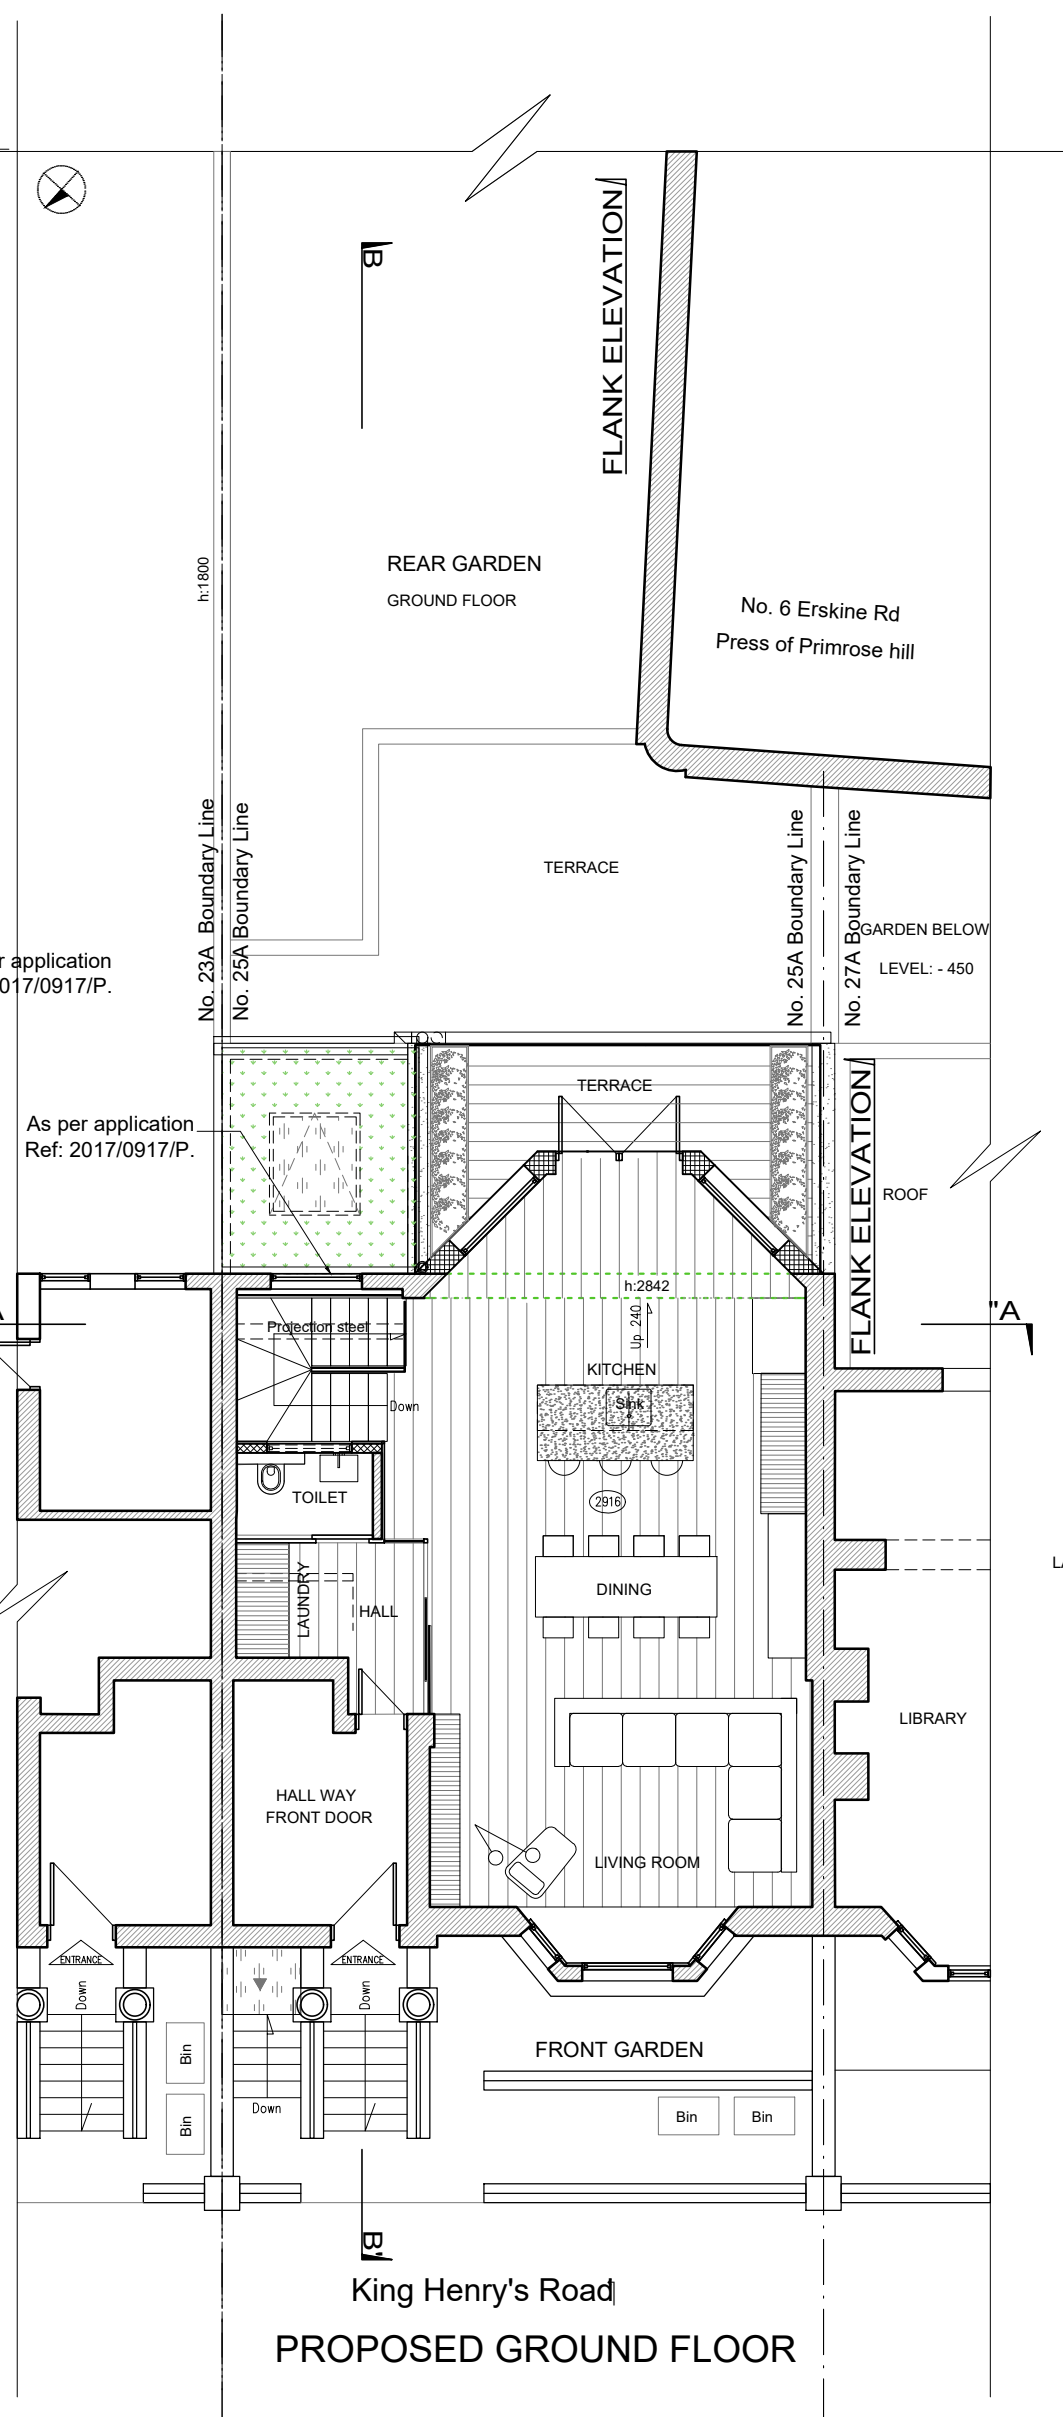 B
FLANK ELEVATION
h:1800
REAR GARDEN
GROUND FLOOR
No. 6 Erskine Rd
Press of Primrose hill
No. 23A Boundary Line
No. 25A Boundary Line
TERRACE
No. 25A Boundary Line
No. 27A Boundary Line
GARDEN BELOW
LEVEL: - 450
r application
017/0917/P.
TERRACE
As per application
Ref: 2017/0917/P.
FLANK ELEVATION
ROOF
h:2842
"A
Projection steel
Up 240
KITCHEN
Sink
Down
TOILET
2916
DINING
LAUNDRY
HALL
LIBRARY
HALL WAY
FRONT DOOR
LIVING ROOM
ENTRANCE
ENTRANCE
Down
Down
Bin
Bin
Down
FRONT GARDEN
Bin
Bin
B'
King Henry's Road
PROPOSED GROUND FLOOR